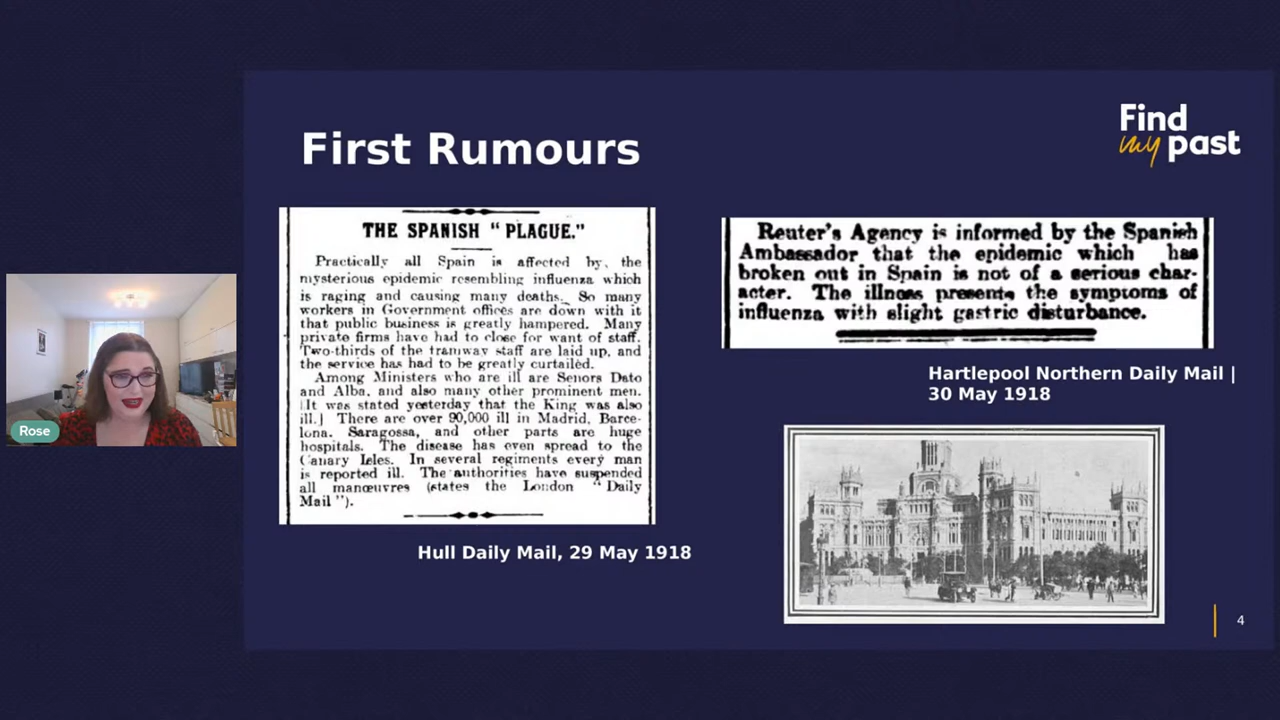 First Rumours
Find
my past
THE SPANISH "PLAGUE."
Practically all Spain is affected by, the
mysterious epidemic resembling influenza which
is raging and causing many deaths. So many
workers in Government offices are down with it
that public business is greatly hampered. Many
private firms have had to close for want of staff.
Two-thirds of the tramway staff are laid up, and
the service has had to be greatly curtailed.
Among Ministers who are ill are Senors Dato
and Alba, and also many other prominent men.
[It was stated yesterday that the King was also
ill.] There are over 90,000 ill in Madrid, Barce-
lona. Saragossa, and other parts are huge
hospitals. The disease has even spread to the
Canary Isles. In several regiments every man
is reported ill. The authorities have suspended
all manœuvres (states the London "Daily
Mail").
Hull Daily Mail, 29 May 1918
Reuter's Agency is informed by the Spanish
Ambassador that the epidemic which has
broken out in Spain is not of a serious char-
acter. The illness presents the symptoms of
influenza with slight gastric disturbance.
Hartlepool Northern Daily Mail |
30 May 1918
Rose
4